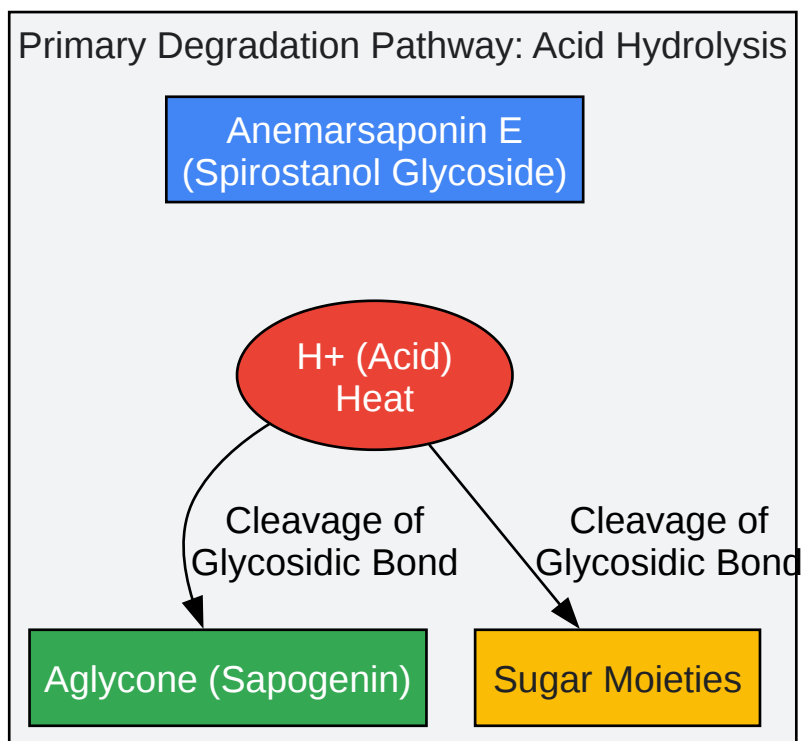 Primary Degradation Pathway: Acid Hydrolysis
Anemarsaponin E
(Spirostanol Glycoside)
H+ (Acid)
Heat
Cleavage of
Glycosidic Bond
Cleavage of
Glycosidic Bond
Aglycone (Sapogenin)
Sugar Moieties